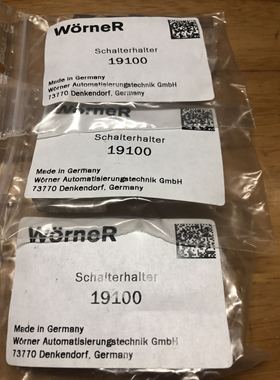 WörneR
Schalterhalter
19100
Made in Germany
Wörner Automatisierungstechnik GmbH
73770 Denkendorf, Germany
WörneR
Schalterhalter
19100
Made in Germany
Wörner Automatisierungstechnik GmbH
73770 Denkendorf, Germany
WörneR
Schalterhalter
19100
Made in Germany
Wörner Automatisierungstechnik GmbH
73770 Denkendorf, Germany